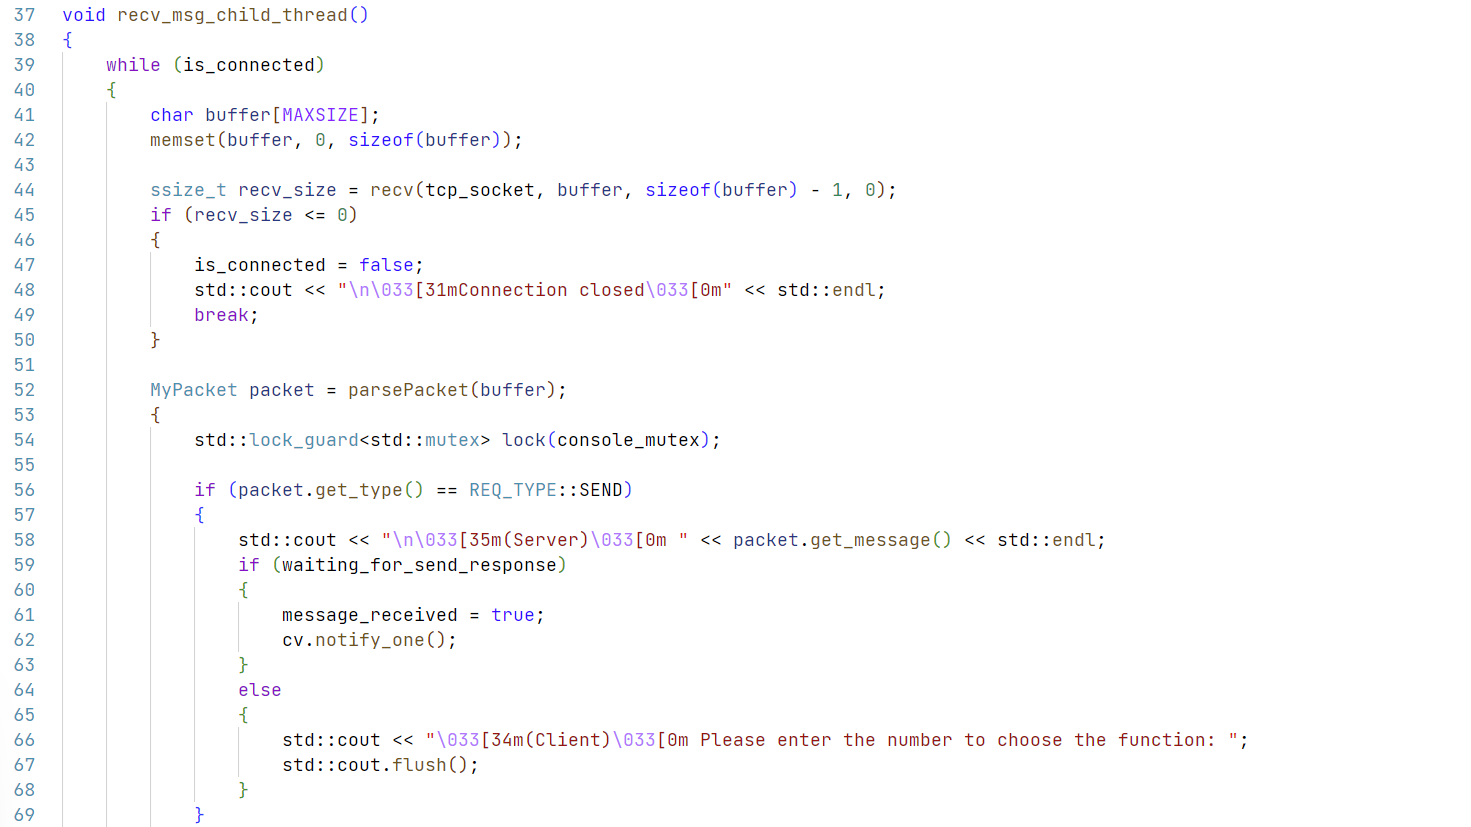 37 void recv_msg_child_thread()
38 {
39     while (is_connected)
40     {
41         char buffer[MAXSIZE];
42         memset(buffer, 0, sizeof(buffer));
43
44         ssize_t recv_size = recv(tcp_socket, buffer, sizeof(buffer) - 1, 0);
45         if (recv_size <= 0)
46         {
47             is_connected = false;
48             std::cout << "\n\033[31mConnection closed\033[0m" << std::endl;
49             break;
50         }
51
52         MyPacket packet = parsePacket(buffer);
53         {
54             std::lock_guard<std::mutex> lock(console_mutex);
55
56             if (packet.get_type() == REQ_TYPE::SEND)
57             {
58                 std::cout << "\n\033[35m(Server)\033[0m " << packet.get_message() << std::endl;
59                 if (waiting_for_send_response)
60                 {
61                     message_received = true;
62                     cv.notify_one();
63                 }
64                 else
65                 {
66                     std::cout << "\033[34m(Client)\033[0m Please enter the number to choose the function: ";
67                     std::cout.flush();
68                 }
69             }